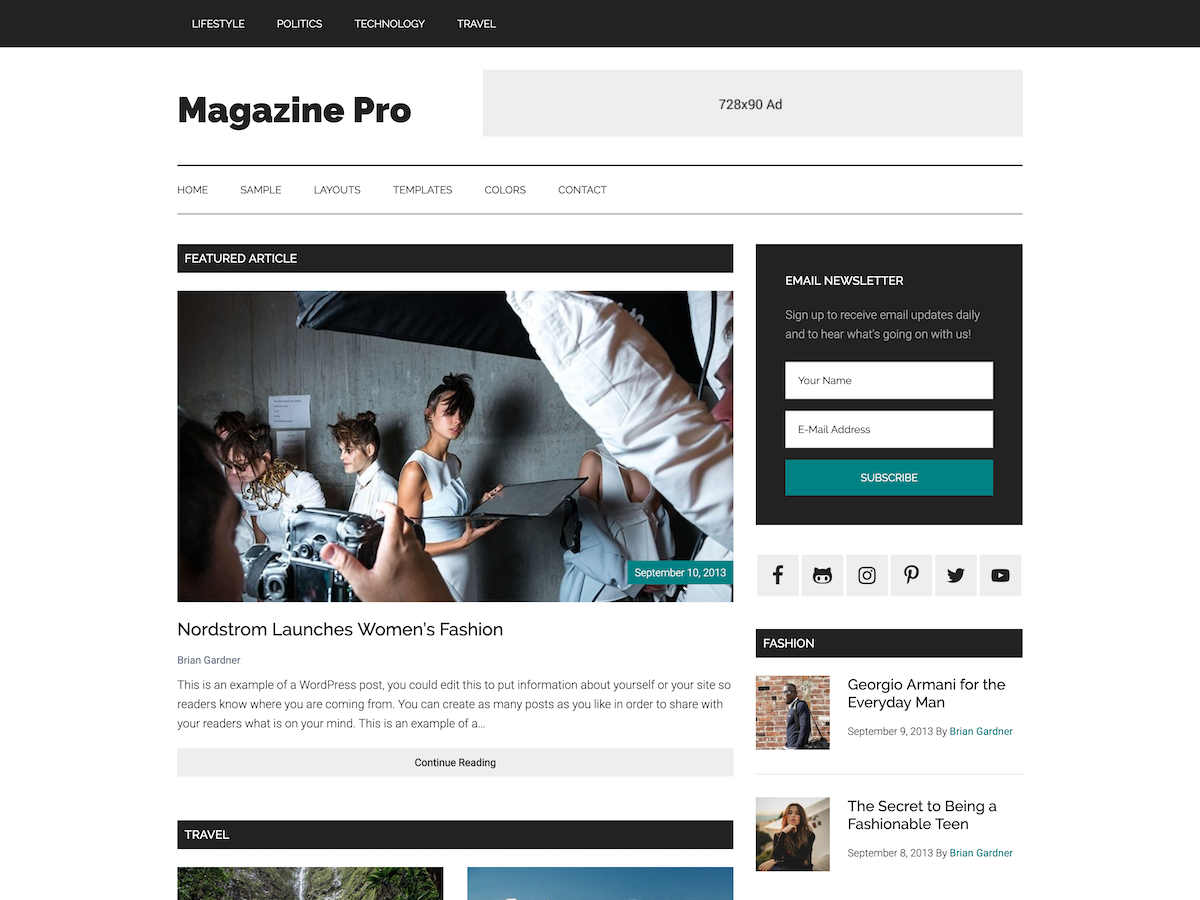 LIFESTYLE POLITICS TECHNOLOGY TRAVEL
Magazine Pro
728x90 Ad
HOME SAMPLE LAYOUTS TEMPLATES COLORS CONTACT
FEATURED ARTICLE
September 10, 2013
Nordstrom Launches Women's Fashion
Brian Gardner
This is an example of a WordPress post, you could edit this to put information about yourself or your site so
readers know where you are coming from. You can create as many posts as you like in order to share with
your readers what is on your mind. This is an example of a…
Continue Reading
TRAVEL
EMAIL NEWSLETTER
Sign up to receive email updates daily
and to hear what's going on with us!
Your Name
E-Mail Address
SUBSCRIBE
FASHION
Georgio Armani for the
Everyday Man
September 9, 2013 By Brian Gardner
The Secret to Being a
Fashionable Teen
September 8, 2013 By Brian Gardner